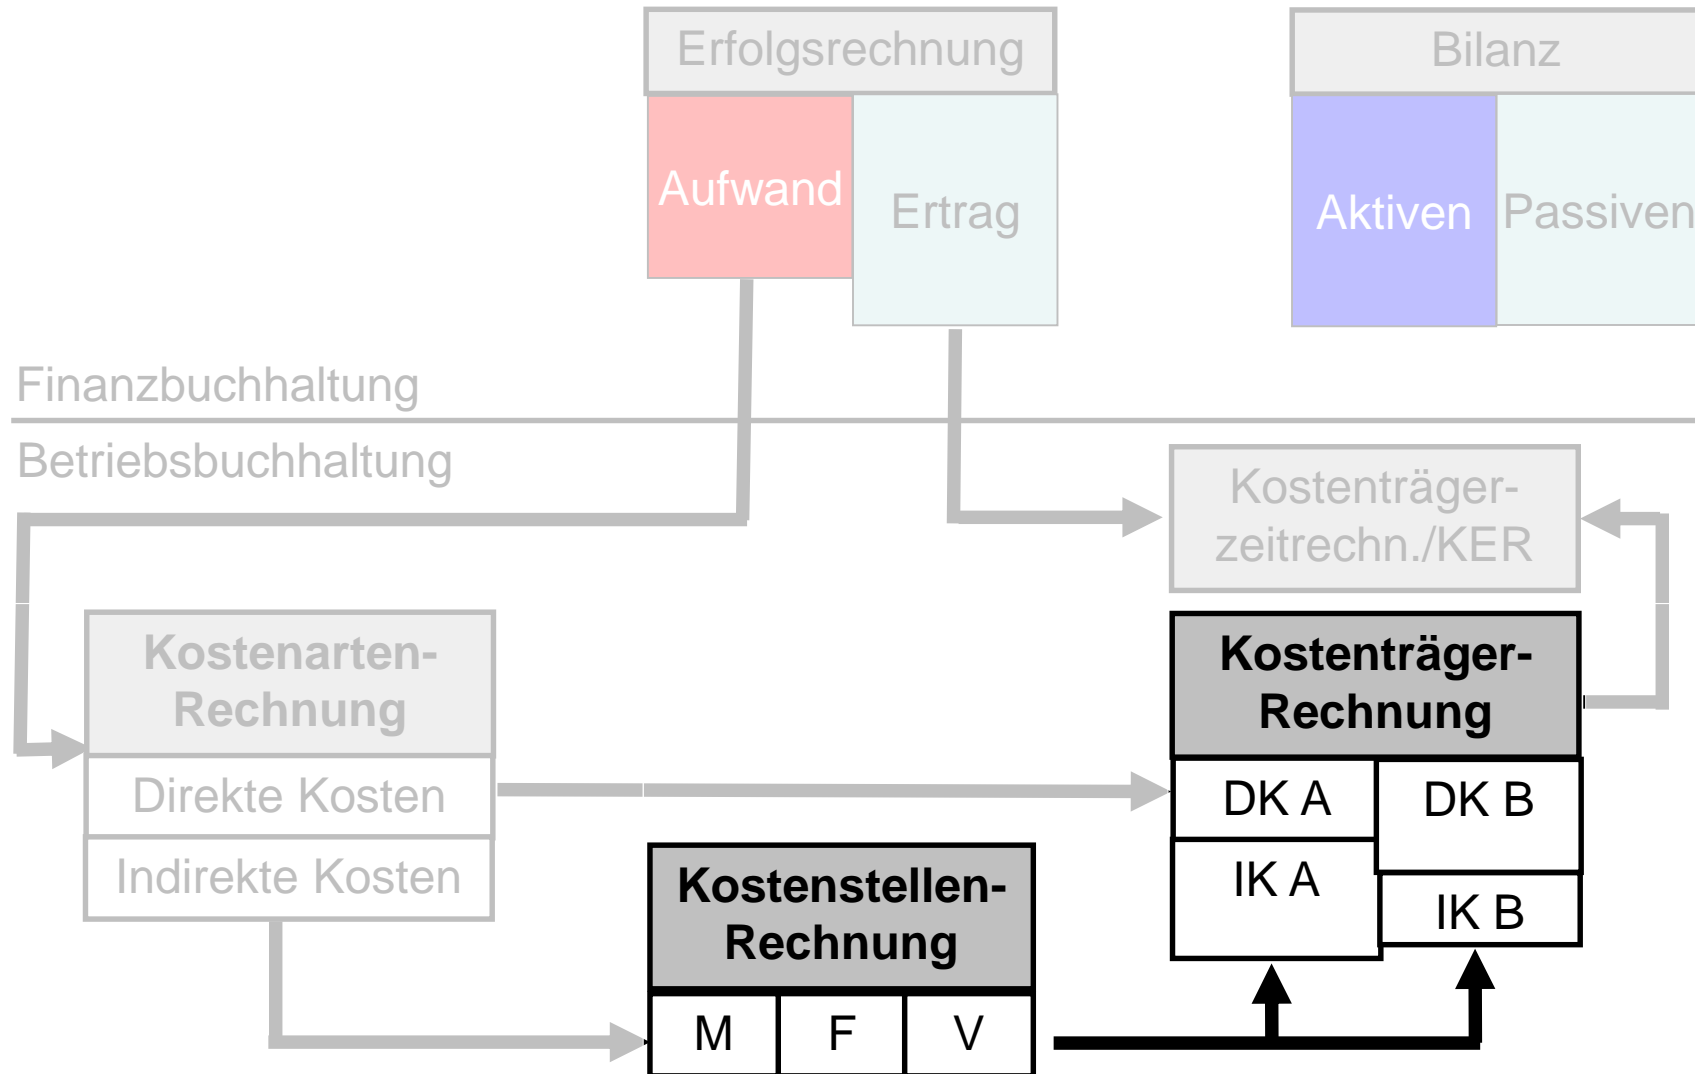 Erfolgsrechnung
Bilanz
Aufwand
Ertrag
Aktiven
Passiven
Finanzbuchhaltung
Betriebsbuchhaltung
Kostenträger-
zeitrechn./KER
Kostenarten-
Rechnung
Direkte Kosten
Indirekte Kosten
Kostenträger-
Rechnung
DK A
DK B
IK A
IK B
Kostenstellen-
Rechnung
M
F
V